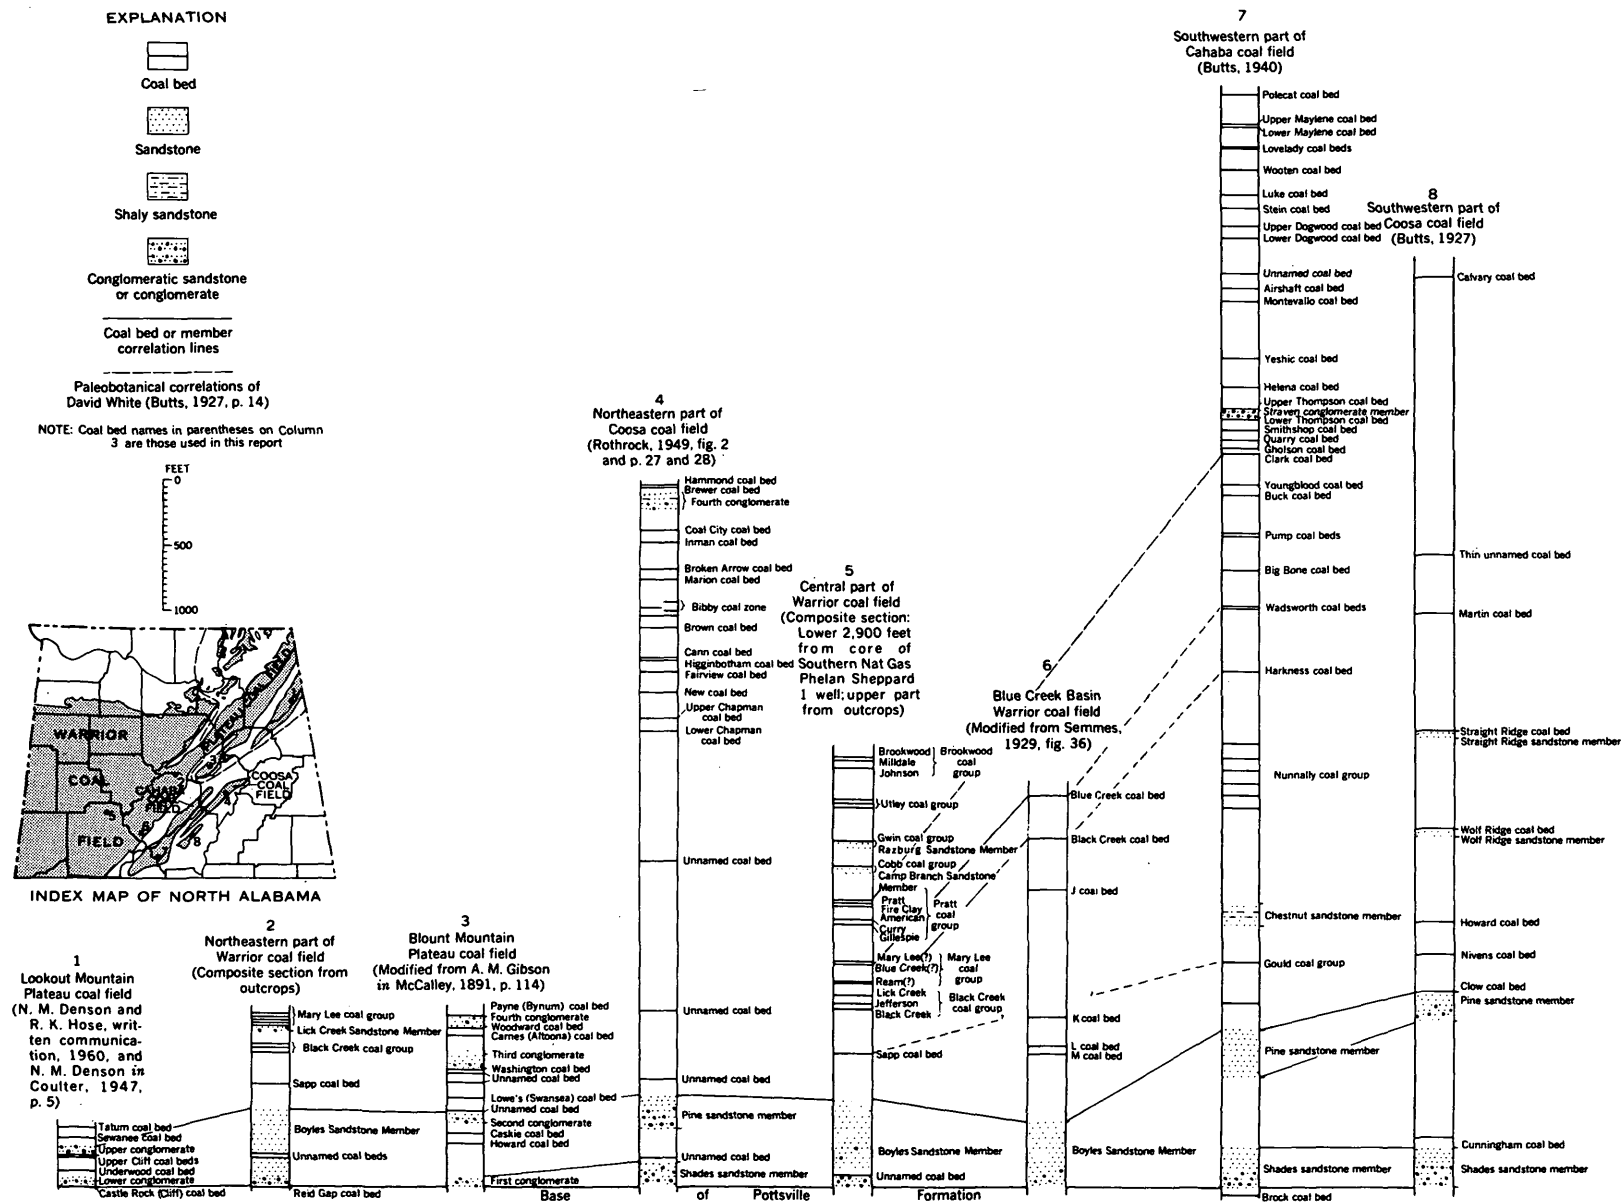 EXPLANATION
Coal bed
Sandstone
Shaly sandstone
Conglomeratic sandstone
or conglomerate
Coal bed or member
correlation lines
Paleobotanical correlations of
David White (Butts, 1927, p. 14)
NOTE: Coal bed names in parentheses on Column
3 are those used in this report
FEET
0
500
1000
WARRIOR
COAL
FIELD
PLATEAU COAL FIELD
CAHABA
COAL
FIELD
COOSA
COAL
FIELD
INDEX MAP OF NORTH ALABAMA
1
Lookout Mountain
Plateau coal field
(N. M. Denson and
R. K. Hose, writ-
ten communica-
tion, 1960, and
N. M. Denson in
Coulter, 1947,
p. 5)
Tatum coal bed
Sewanee coal bed
Upper conglomerate
Upper Cliff coal beds
Underwood coal bed
Lower conglomerate
Castle Rock (Cliff) coal bed
2
Northeastern part of
Warrior coal field
(Composite section from
outcrops)
Mary Lee coal group
Lick Creek Sandstone Member
Black Creek coal group
Sapp coal bed
Boyles Sandstone Member
Unnamed coal beds
Reid Gap coal bed
3
Blount Mountain
Plateau coal field
(Modified from A. M. Gibson
in McCalley, 1891, p. 114)
Payne (Bynum) coal bed
Fourth conglomerate
Woodward coal bed
Carnes (Altoona) coal bed
Third conglomerate
Washington coal bed
Unnamed coal bed
Lowe's (Swansea) coal bed
Unnamed coal bed
Second conglomerate
Caskie coal bed
Howard coal bed
First conglomerate
4
Northeastern part of
Coosa coal field
(Rothrock, 1949, fig. 2
and p. 27 and 28)
Hammond coal bed
Brewer coal bed
Fourth conglomerate
Coal City coal bed
Inman coal bed
Broken Arrow coal bed
Marion coal bed
Bibby coal zone
Brown coal bed
Cann coal bed
Higginbotham coal bed
Fairview coal bed
New coal bed
Upper Chapman
coal bed
Lower Chapman
coal bed
Unnamed coal bed
Unnamed coal bed
Unnamed coal bed
Pine sandstone member
Unnamed coal bed
Shades sandstone member
5
Central part of
Warrior coal field
(Composite section:
Lower 2,900 feet
from core of
Southern Nat Gas
Phelan Sheppard
1 well; upper part
from outcrops)
Brookwood
Milldale
Johnson
Brookwood
coal
group
Utley coal group
Gwin coal group
Razburg Sandstone Member
Cobb coal group
Camp Branch Sandstone
Member
Pratt
Fire Clay
American
Curry
Gillespie
Pratt
coal
group
Mary Lee(?)
Blue Creek(?)
Ream(?)
Mary Lee
coal
group
Lick Creek
Jefferson
Black Creek
Black Creek
coal group
Sapp coal bed
Boyles Sandstone Member
Unnamed coal bed
6
Blue Creek Basin
Warrior coal field
(Modified from Semmes,
1929, fig. 36)
Blue Creek coal bed
Black Creek coal bed
J coal bed
K coal bed
L coal bed
M coal bed
Boyles Sandstone Member
7
Southwestern part of
Cahaba coal field
(Butts, 1940)
Polecat coal bed
Upper Maylene coal bed
Lower Maylene coal bed
Lovelady coal beds
Wooten coal bed
Luke coal bed
Stein coal bed
Upper Dogwood coal bed
Lower Dogwood coal bed
Unnamed coal bed
Airshaft coal bed
Montevallo coal bed
Yeshic coal bed
Helena coal bed
Upper Thompson coal bed
Straven conglomerate member
Lower Thompson coal bed
Smithshop coal bed
Quarry coal bed
Gholson coal bed
Clark coal bed
Youngblood coal bed
Buck coal bed
Pump coal beds
Big Bone coal bed
Wadsworth coal beds
Harkness coal bed
Nunnally coal group
Chestnut sandstone member
Gould coal group
Pine sandstone member
Shades sandstone member
Brock coal bed
8
Southwestern part of
Coosa coal field
(Butts, 1927)
Calvary coal bed
Thin unnamed coal bed
Martin coal bed
Straight Ridge coal bed
Straight Ridge sandstone member
Wolf Ridge coal bed
Wolf Ridge sandstone member
Howard coal bed
Nivens coal bed
Clow coal bed
Pine sandstone member
Cunningham coal bed
Shades sandstone member
Base of Pottsville Formation